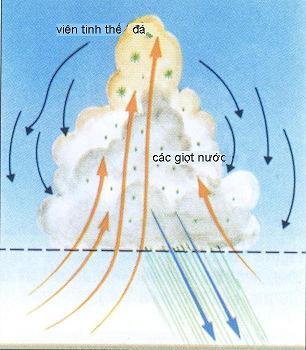 viên tinh thể đá
các giọt nước